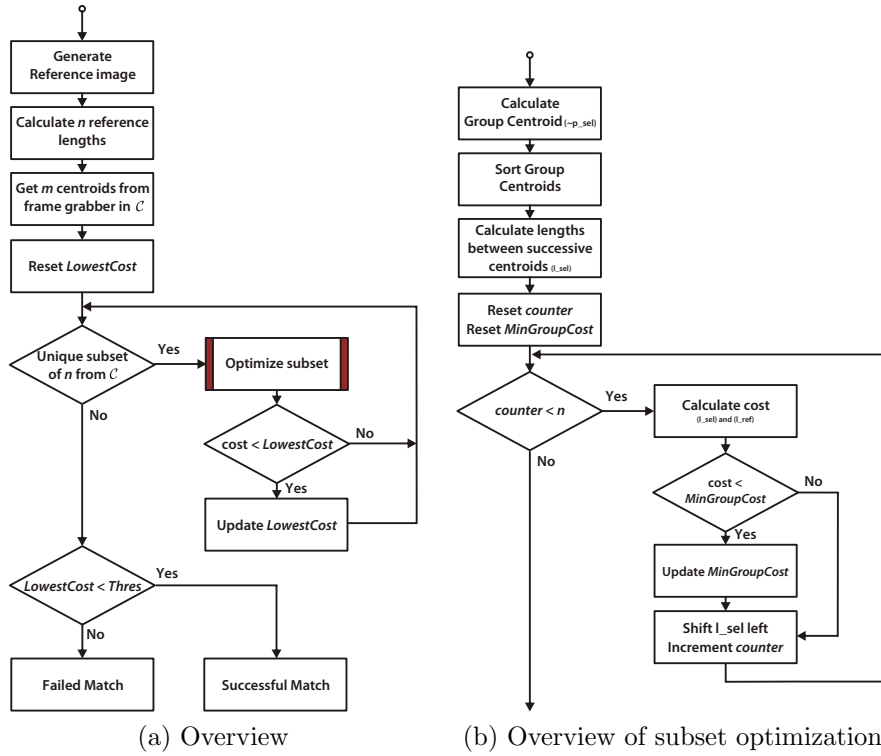 Generate
Reference image
Calculate n reference
lengths
Get m centroids from
frame grabber in 𝒞
Reset LowestCost
Unique subset
of n from 𝒞
Yes
No
Optimize subset
cost < LowestCost
No
Yes
Update LowestCost
LowestCost < Thres
Yes
No
Failed Match
Successful Match
(a) Overview
Calculate
Group Centroid (~p_sel)
Sort Group
Centroids
Calculate lengths
between successive
centroids (l_sel)
Reset counter
Reset MinGroupCost
counter < n
Yes
No
Calculate cost
(l_sel) and (l_ref)
cost <
MinGroupCost
No
Yes
Update MinGroupCost
Shift l_sel left
Increment counter
(b) Overview of subset optimization